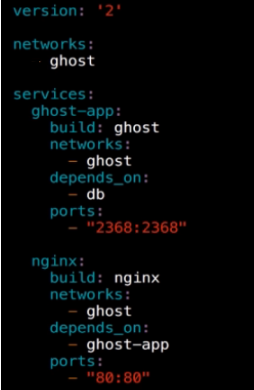 version: '2'
networks:
ghost
services:
ghost-app:
build: ghost
networks:
- ghost
depends_on:
- db
ports:
- "2368:2368"
nginx:
build: nginx
networks:
- ghost
depends_on:
- ghost-app
ports:
- "80:80"